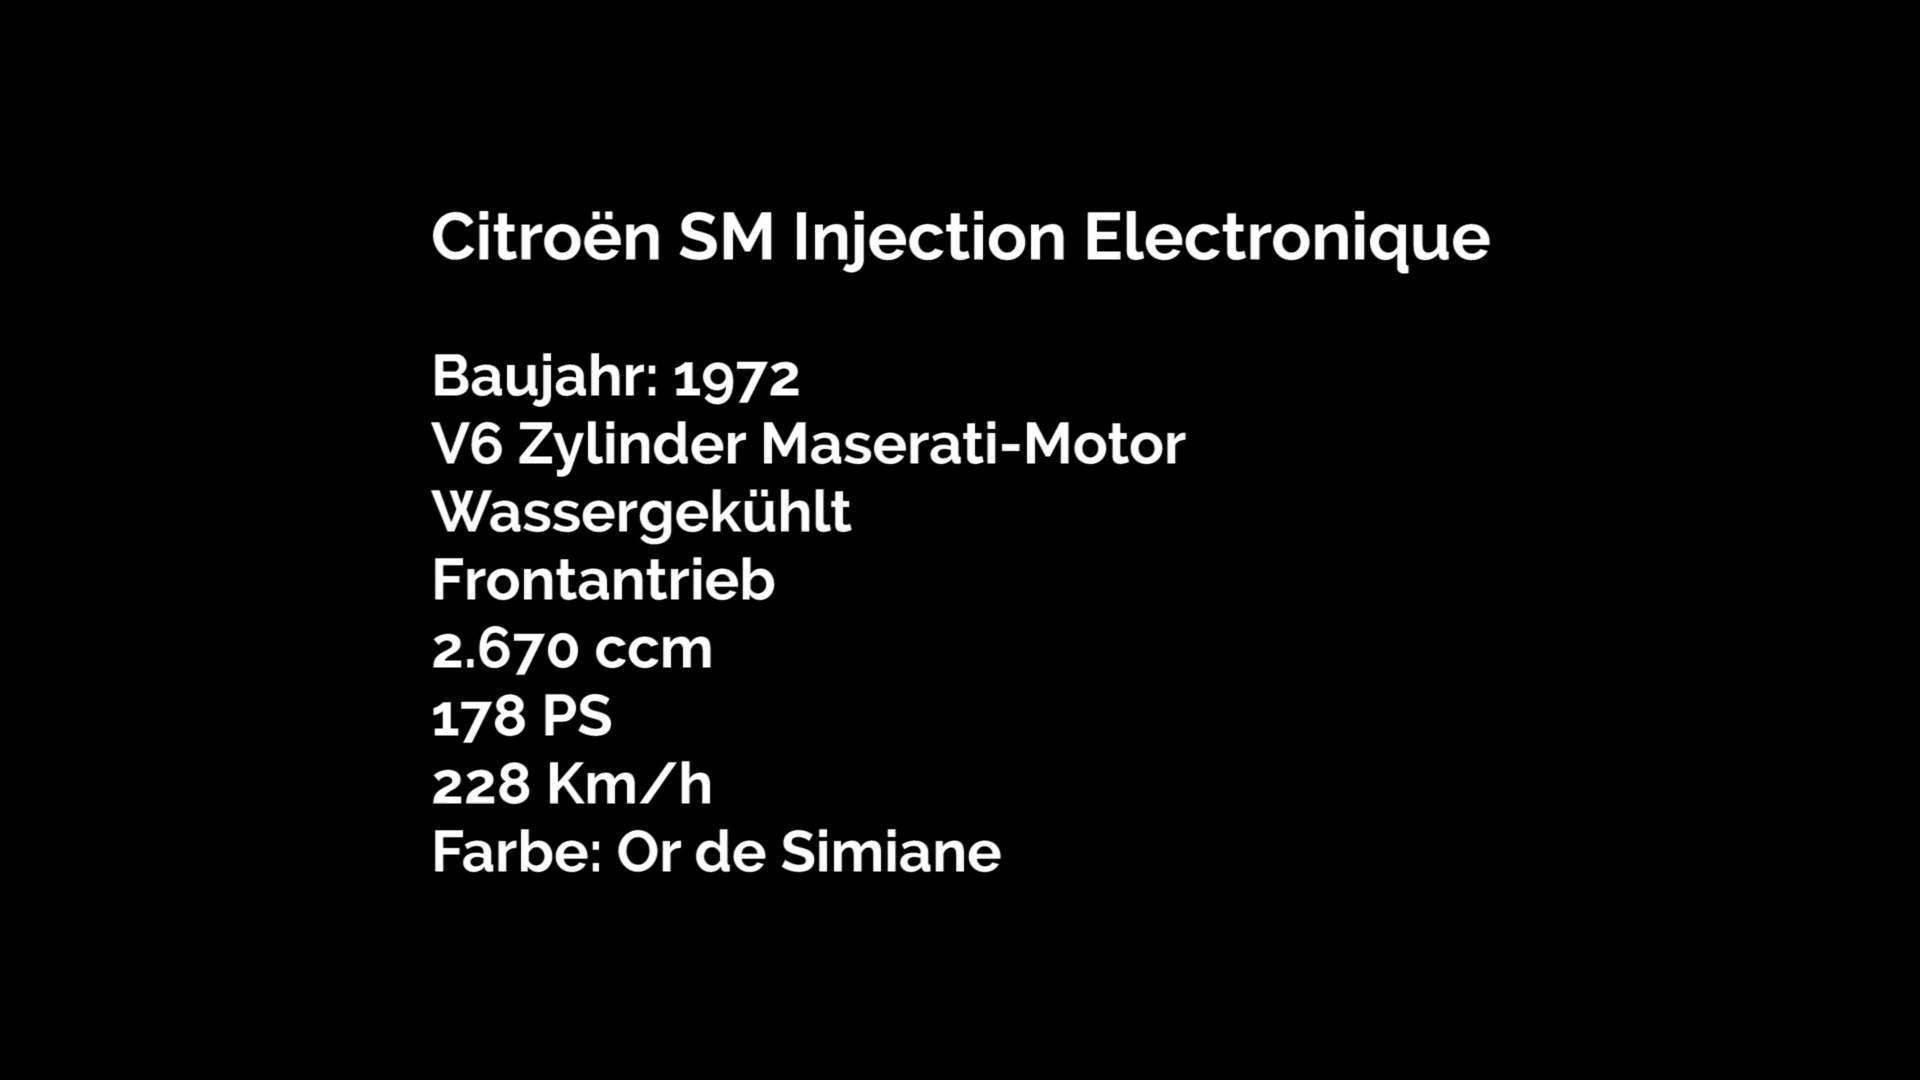 Citroën SM Injection Electronique
Baujahr: 1972
V6 Zylinder Maserati-Motor
Wassergekühlt
Frontantrieb
2.670 ccm
178 PS
228 Km/h
Farbe: Or de Simiane